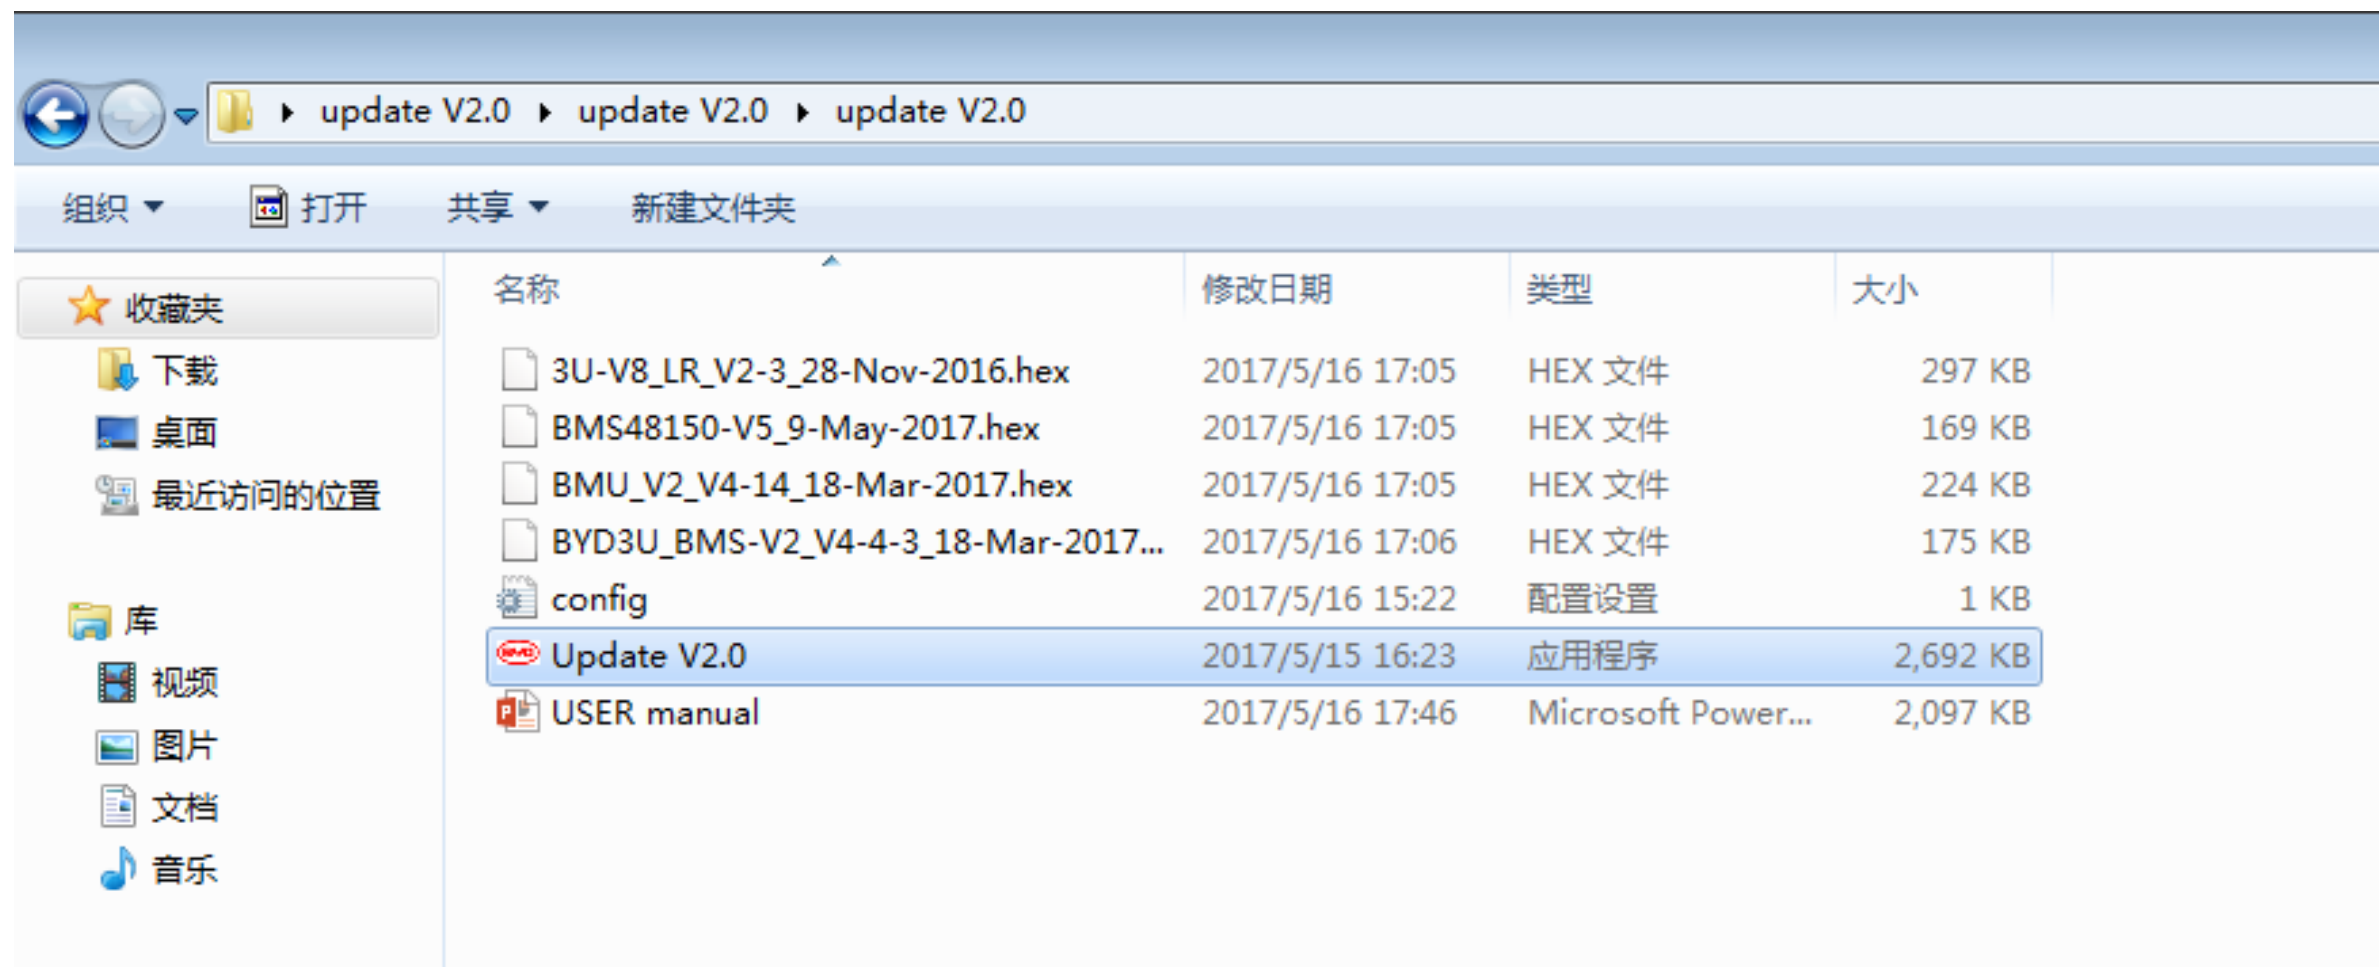 update V2.0 update V2.0 update V2.0
组织 打开 共享 新建文件夹
收藏夹
下载
桌面
最近访问的位置
库
视频
图片
文档
音乐
名称 修改日期 类型 大小
3U-V8_LR_V2-3_28-Nov-2016.hex 2017/5/16 17:05 HEX 文件 297 KB
BMS48150-V5_9-May-2017.hex 2017/5/16 17:05 HEX 文件 169 KB
BMU_V2_V4-14_18-Mar-2017.hex 2017/5/16 17:05 HEX 文件 224 KB
BYD3U_BMS-V2_V4-4-3_18-Mar-2017... 2017/5/16 17:06 HEX 文件 175 KB
config 2017/5/16 15:22 配置设置 1 KB
Update V2.0 2017/5/15 16:23 应用程序 2,692 KB
USER manual 2017/5/16 17:46 Microsoft Power... 2,097 KB